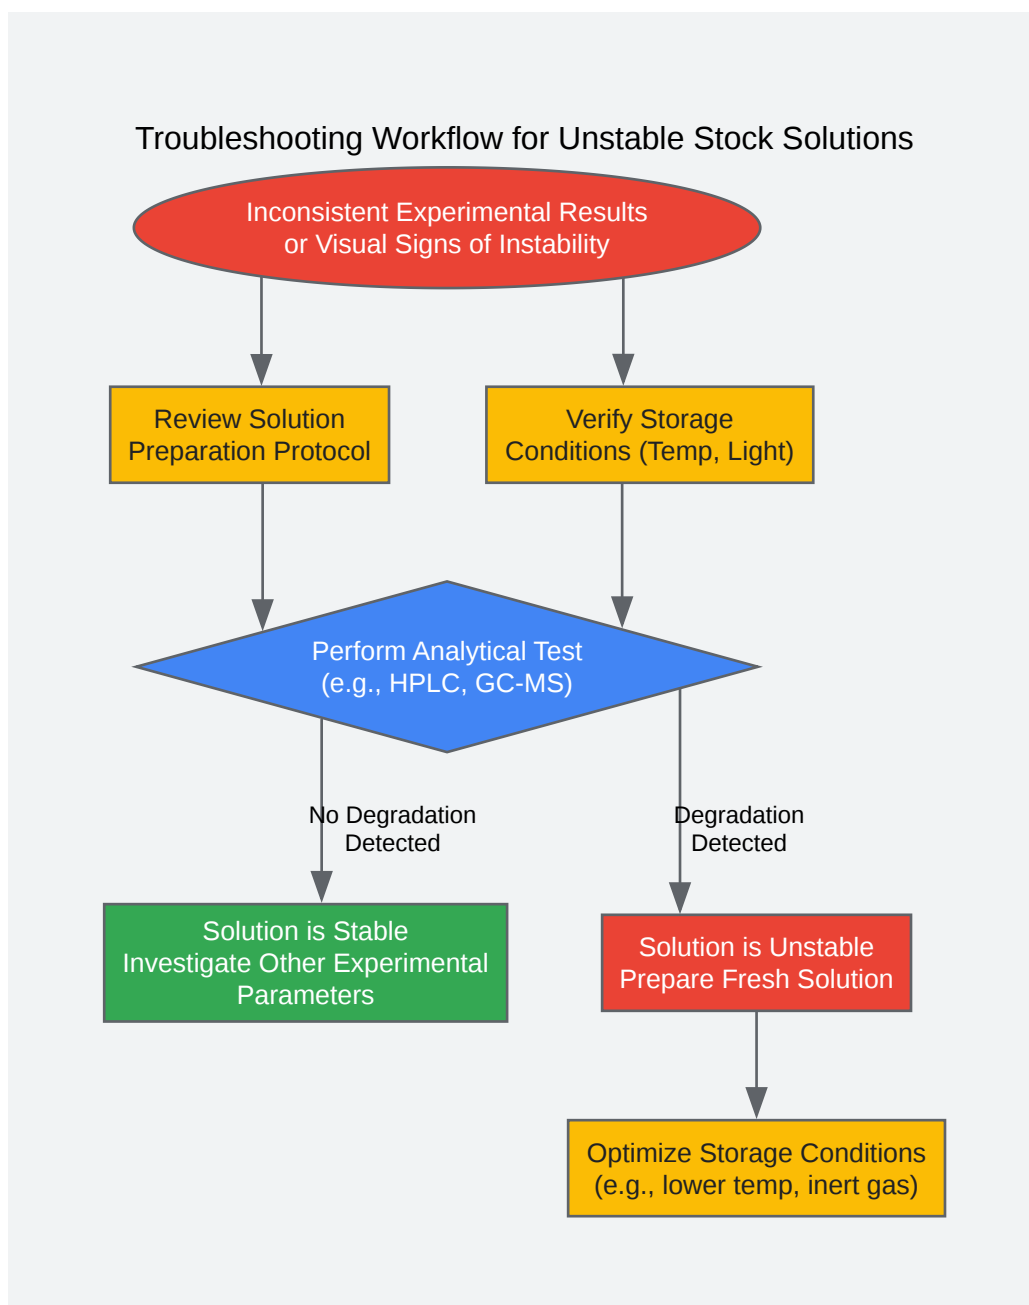 Troubleshooting Workflow for Unstable Stock Solutions
Inconsistent Experimental Results
or Visual Signs of Instability
Review Solution
Preparation Protocol
Verify Storage
Conditions (Temp, Light)
Perform Analytical Test
(e.g., HPLC, GC-MS)
No Degradation
Detected
Degradation
Detected
Solution is Stable
Investigate Other Experimental
Parameters
Solution is Unstable
Prepare Fresh Solution
Optimize Storage Conditions
(e.g., lower temp, inert gas)